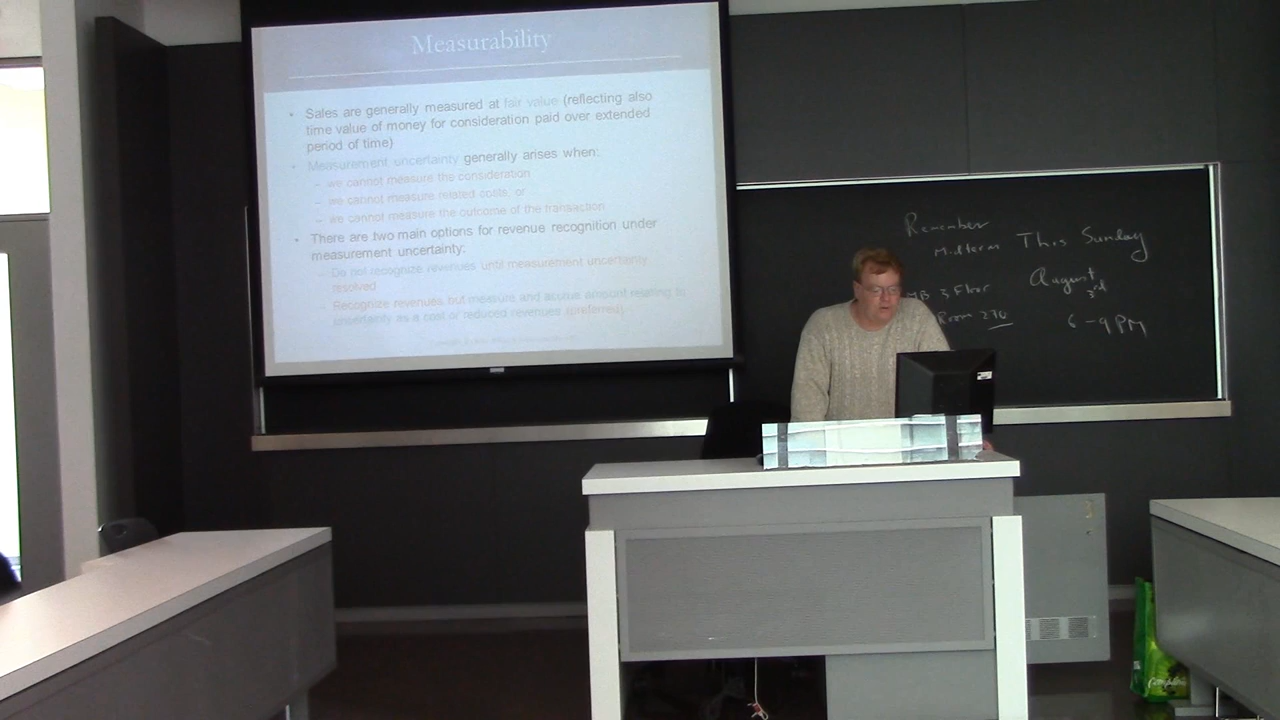 Measurability
• Sales are generally measured at fair value (reflecting also
time value of money for consideration paid over extended
period of time)
• Measurement uncertainty generally arises when:
– we cannot measure the consideration
– we cannot measure related costs, or
– we cannot measure the outcome of the transaction
• There are two main options for revenue recognition under
measurement uncertainty:
– Do not recognize revenues until measurement uncertainty
resolved
– Recognize revenues but measure and accrue amount relating to
uncertainty as a cost or reduced revenues (preferred)
Remember
Midterm This Sunday
August
3rd
MB 3 Floor
Room 270
6-9 PM